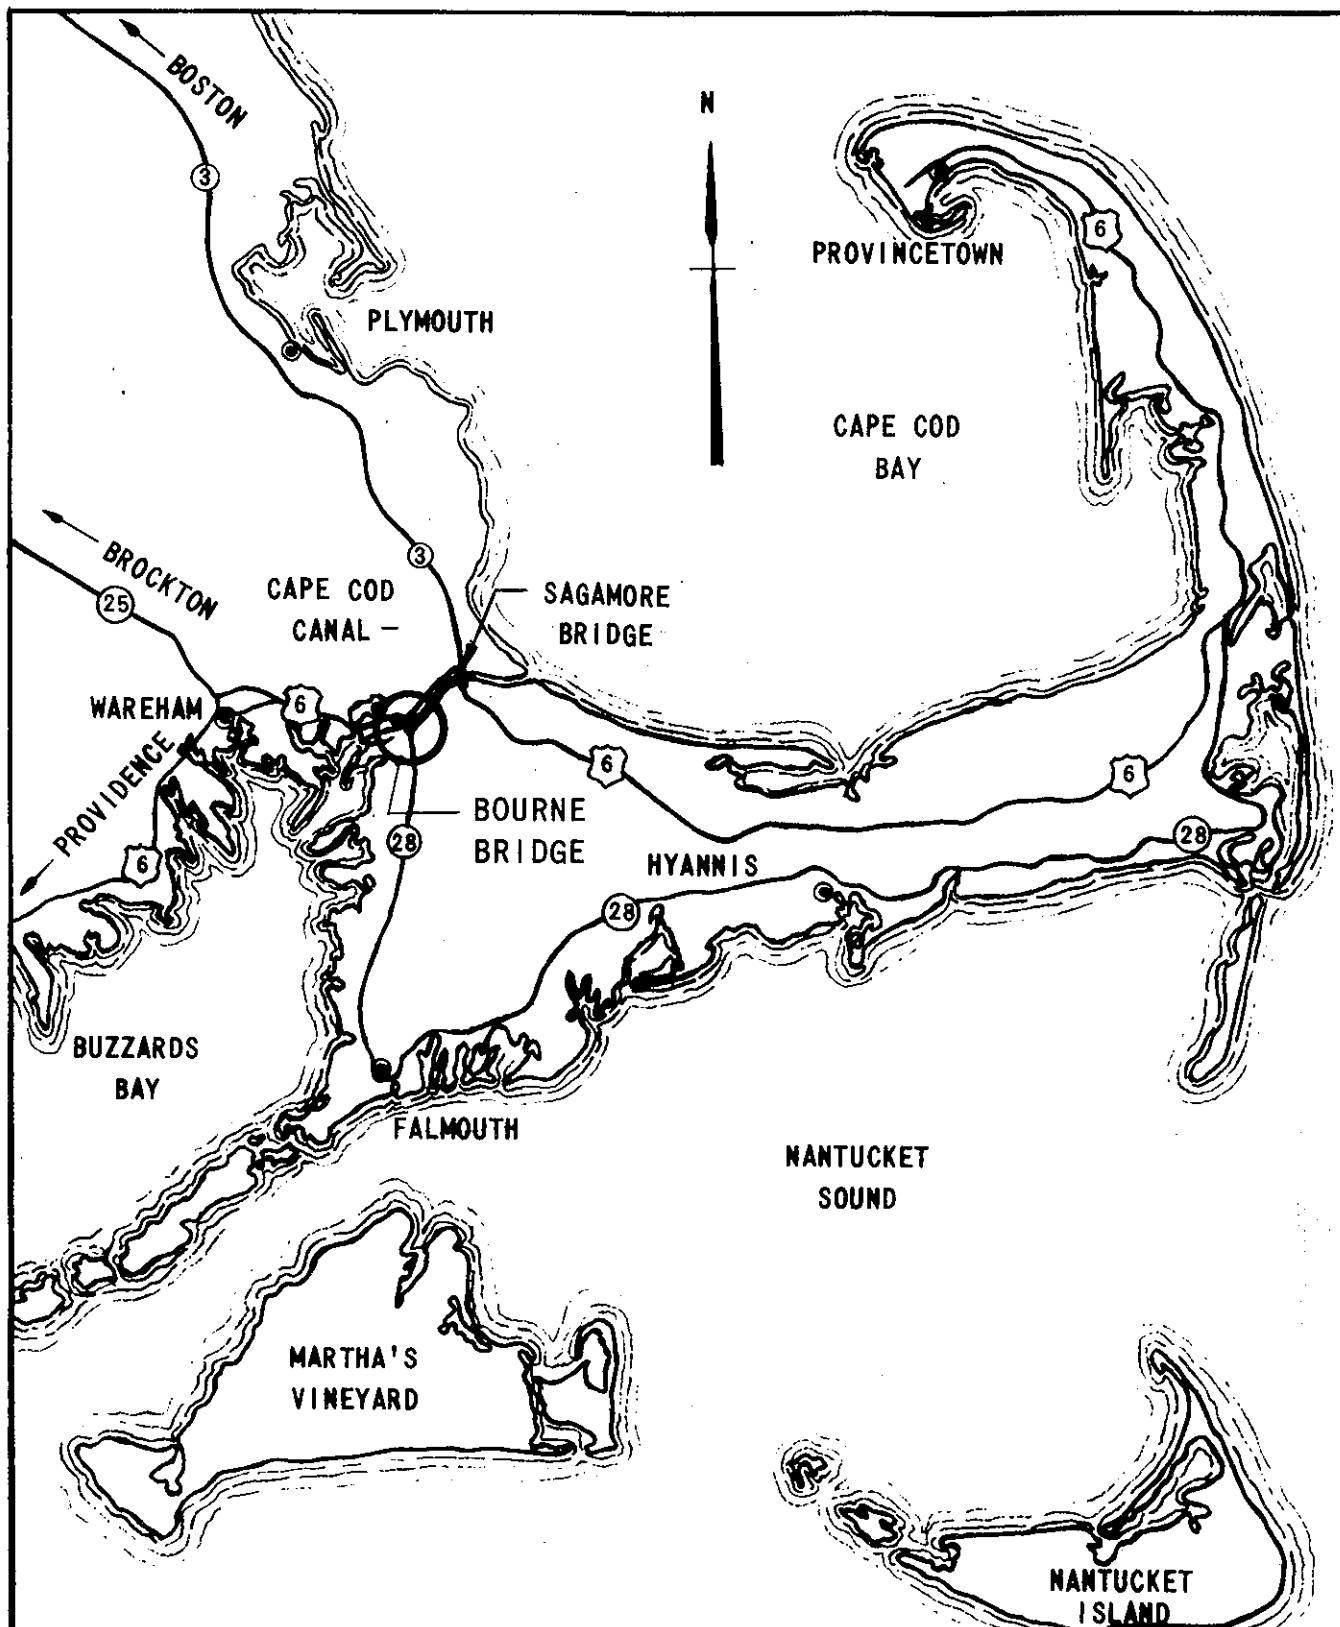 BOSTON
N
3
6
PROVINCETOWN
PLYMOUTH
CAPE COD
BAY
BROCKTON
3
25
CAPE COD
CANAL
SAGAMORE
BRIDGE
WAREHAM
6
PROVIDENCE
6
6
BOURNE
BRIDGE
28
28
6
HYANNIS
28
BUZZARDS
BAY
FALMOUTH
NANTUCKET
SOUND
MARTHA'S
VINEYARD
NANTUCKET
ISLAND